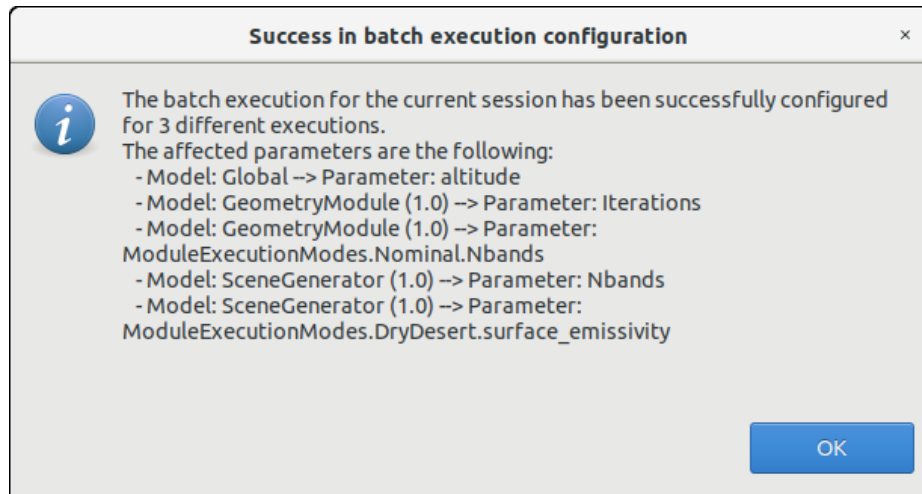 Success in batch execution configuration
×
The batch execution for the current session has been successfully configured
for 3 different executions.
The affected parameters are the following:
- Model: Global --> Parameter: altitude
- Model: GeometryModule (1.0) --> Parameter: Iterations
- Model: GeometryModule (1.0) --> Parameter:
ModuleExecutionModes.Nominal.Nbands
- Model: SceneGenerator (1.0) --> Parameter: Nbands
- Model: SceneGenerator (1.0) --> Parameter:
ModuleExecutionModes.DryDesert.surface_emissivity
OK